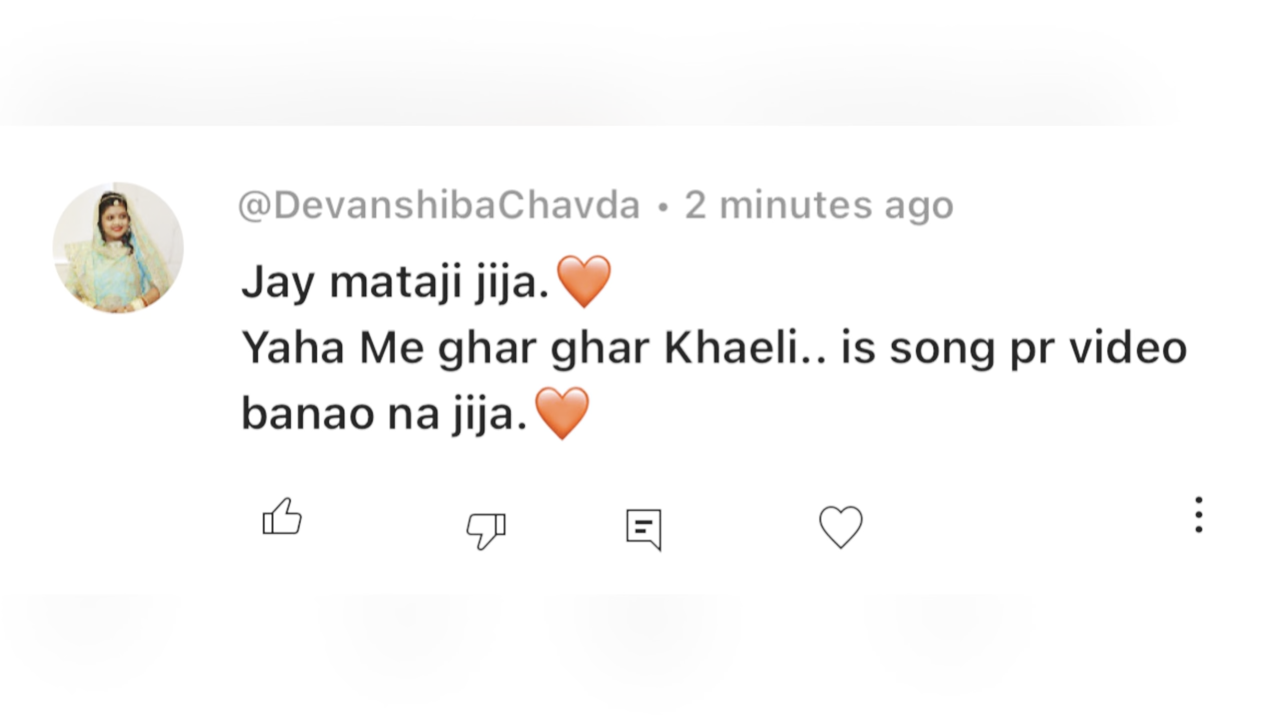 @DevanshibaChavda • 2 minutes ago
Jay mataji jija.🧡
Yaha Me ghar ghar Khaeli.. is song pr video
banao na jija.🧡